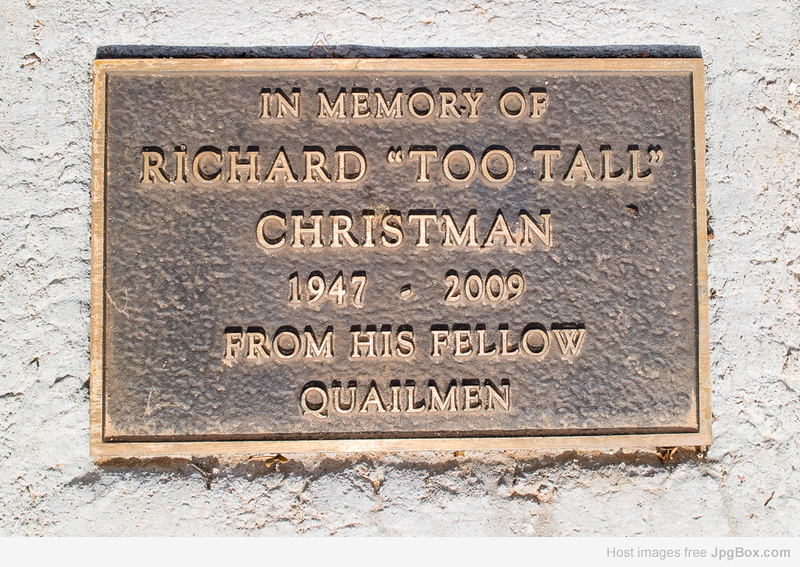 IN MEMORY OF
RICHARD “TOO TALL”
CHRISTMAN
1947 - 2009
FROM HIS FELLOW
QUAILMEN
Host images free JpgBox.com